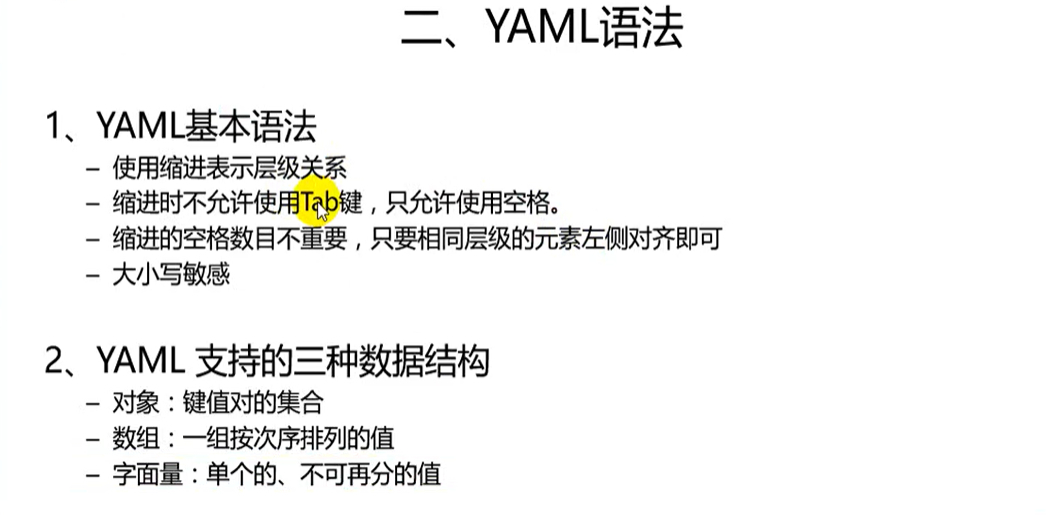 二、YAML语法
1、YAML基本语法
– 使用缩进表示层级关系
– 缩进时不允许使用Tab键，只允许使用空格。
– 缩进的空格数目不重要，只要相同层级的元素左侧对齐即可
– 大小写敏感
2、YAML 支持的三种数据结构
– 对象：键值对的集合
– 数组：一组按次序排列的值
– 字面量：单个的、不可再分的值